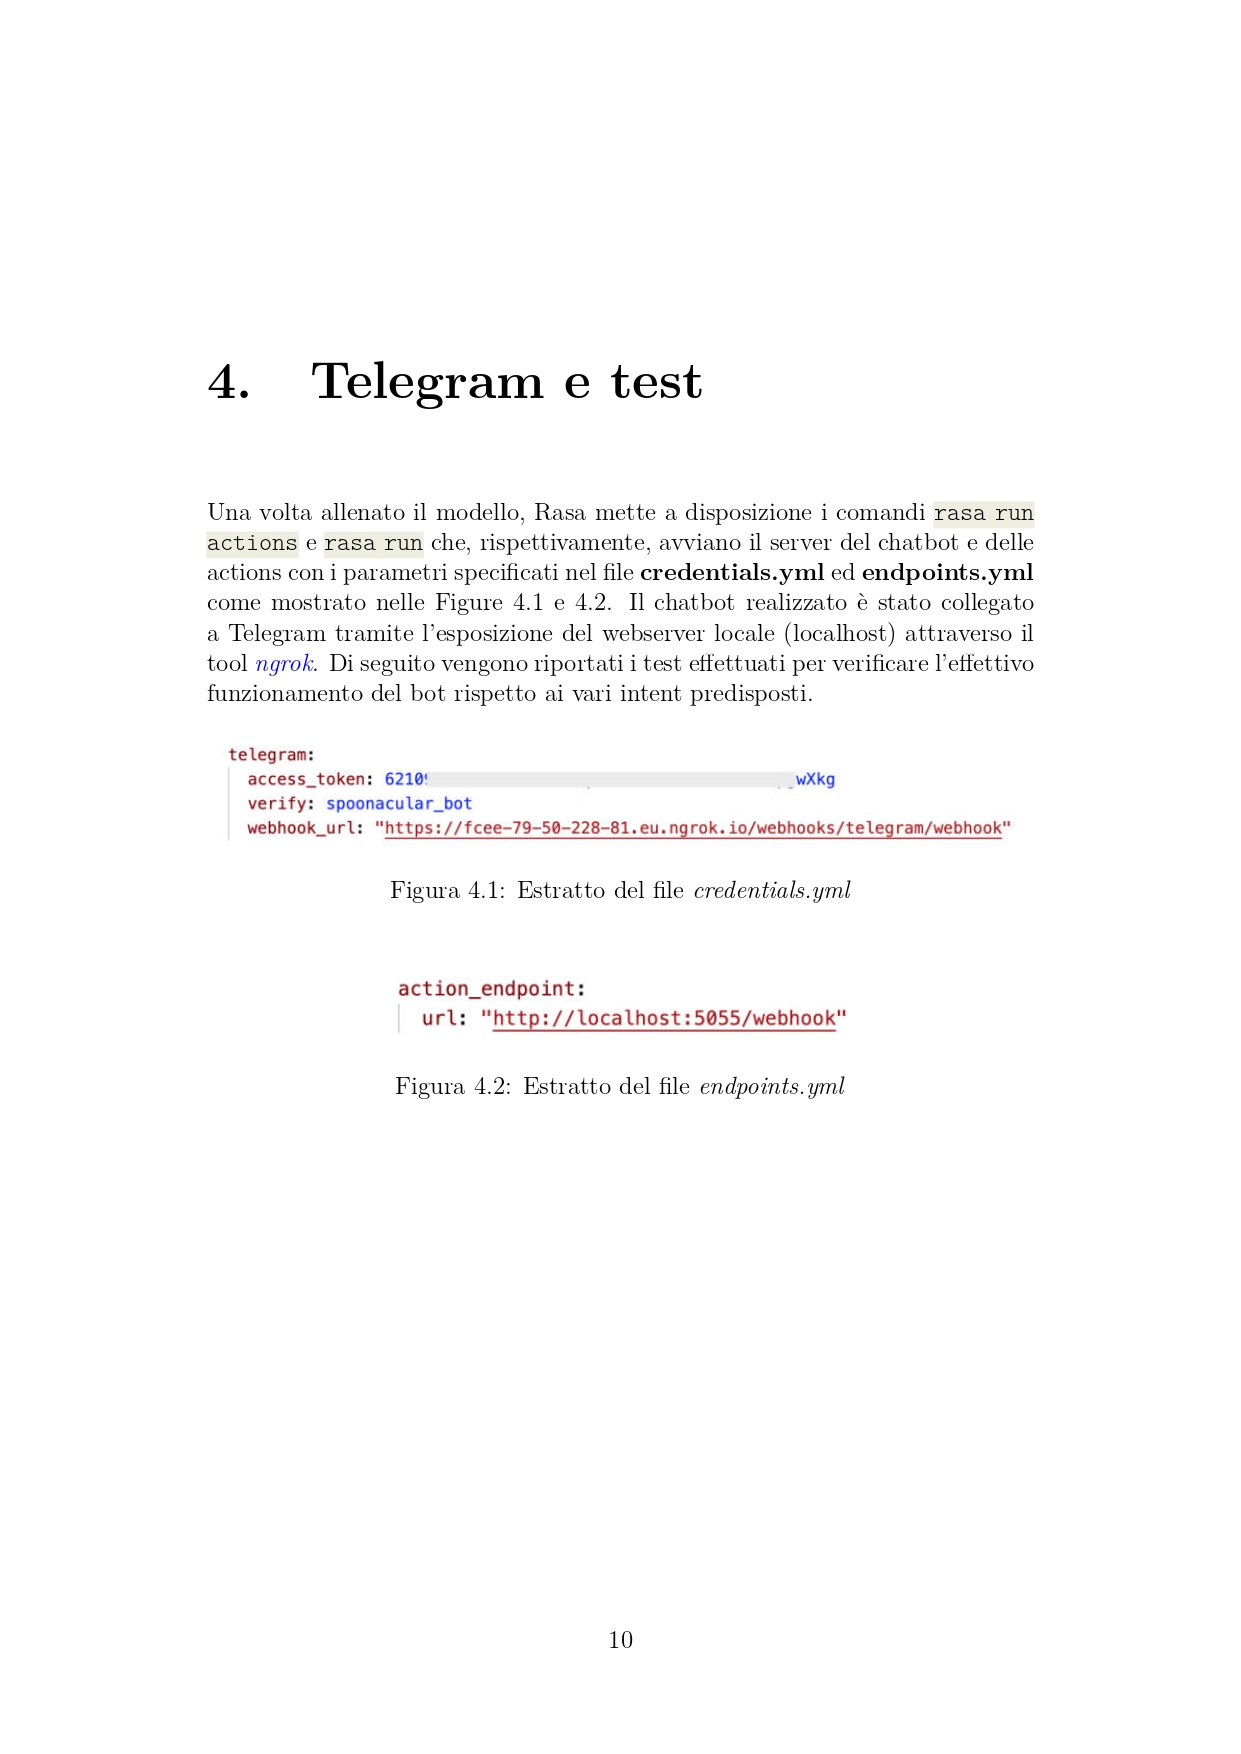 4. Telegram e test
Una volta allenato il modello, Rasa mette a disposizione i comandi rasa run
actions e rasa run che, rispettivamente, avviano il server del chatbot e delle
actions con i parametri specificati nel file credentials.yml ed endpoints.yml
come mostrato nelle Figure 4.1 e 4.2. Il chatbot realizzato è stato collegato
a Telegram tramite l'esposizione del webserver locale (localhost) attraverso il
tool ngrok. Di seguito vengono riportati i test effettuati per verificare l'effettivo
funzionamento del bot rispetto ai vari intent predisposti.
telegram:
access_token: 6210 wXkg
verify: spoonacular_bot
webhook_url: "https://fcee-79-50-228-81.eu.ngrok.io/webhooks/telegram/webhook"
Figura 4.1: Estratto del file credentials.yml
action_endpoint:
url: "http://localhost:5055/webhook"
Figura 4.2: Estratto del file endpoints.yml
10